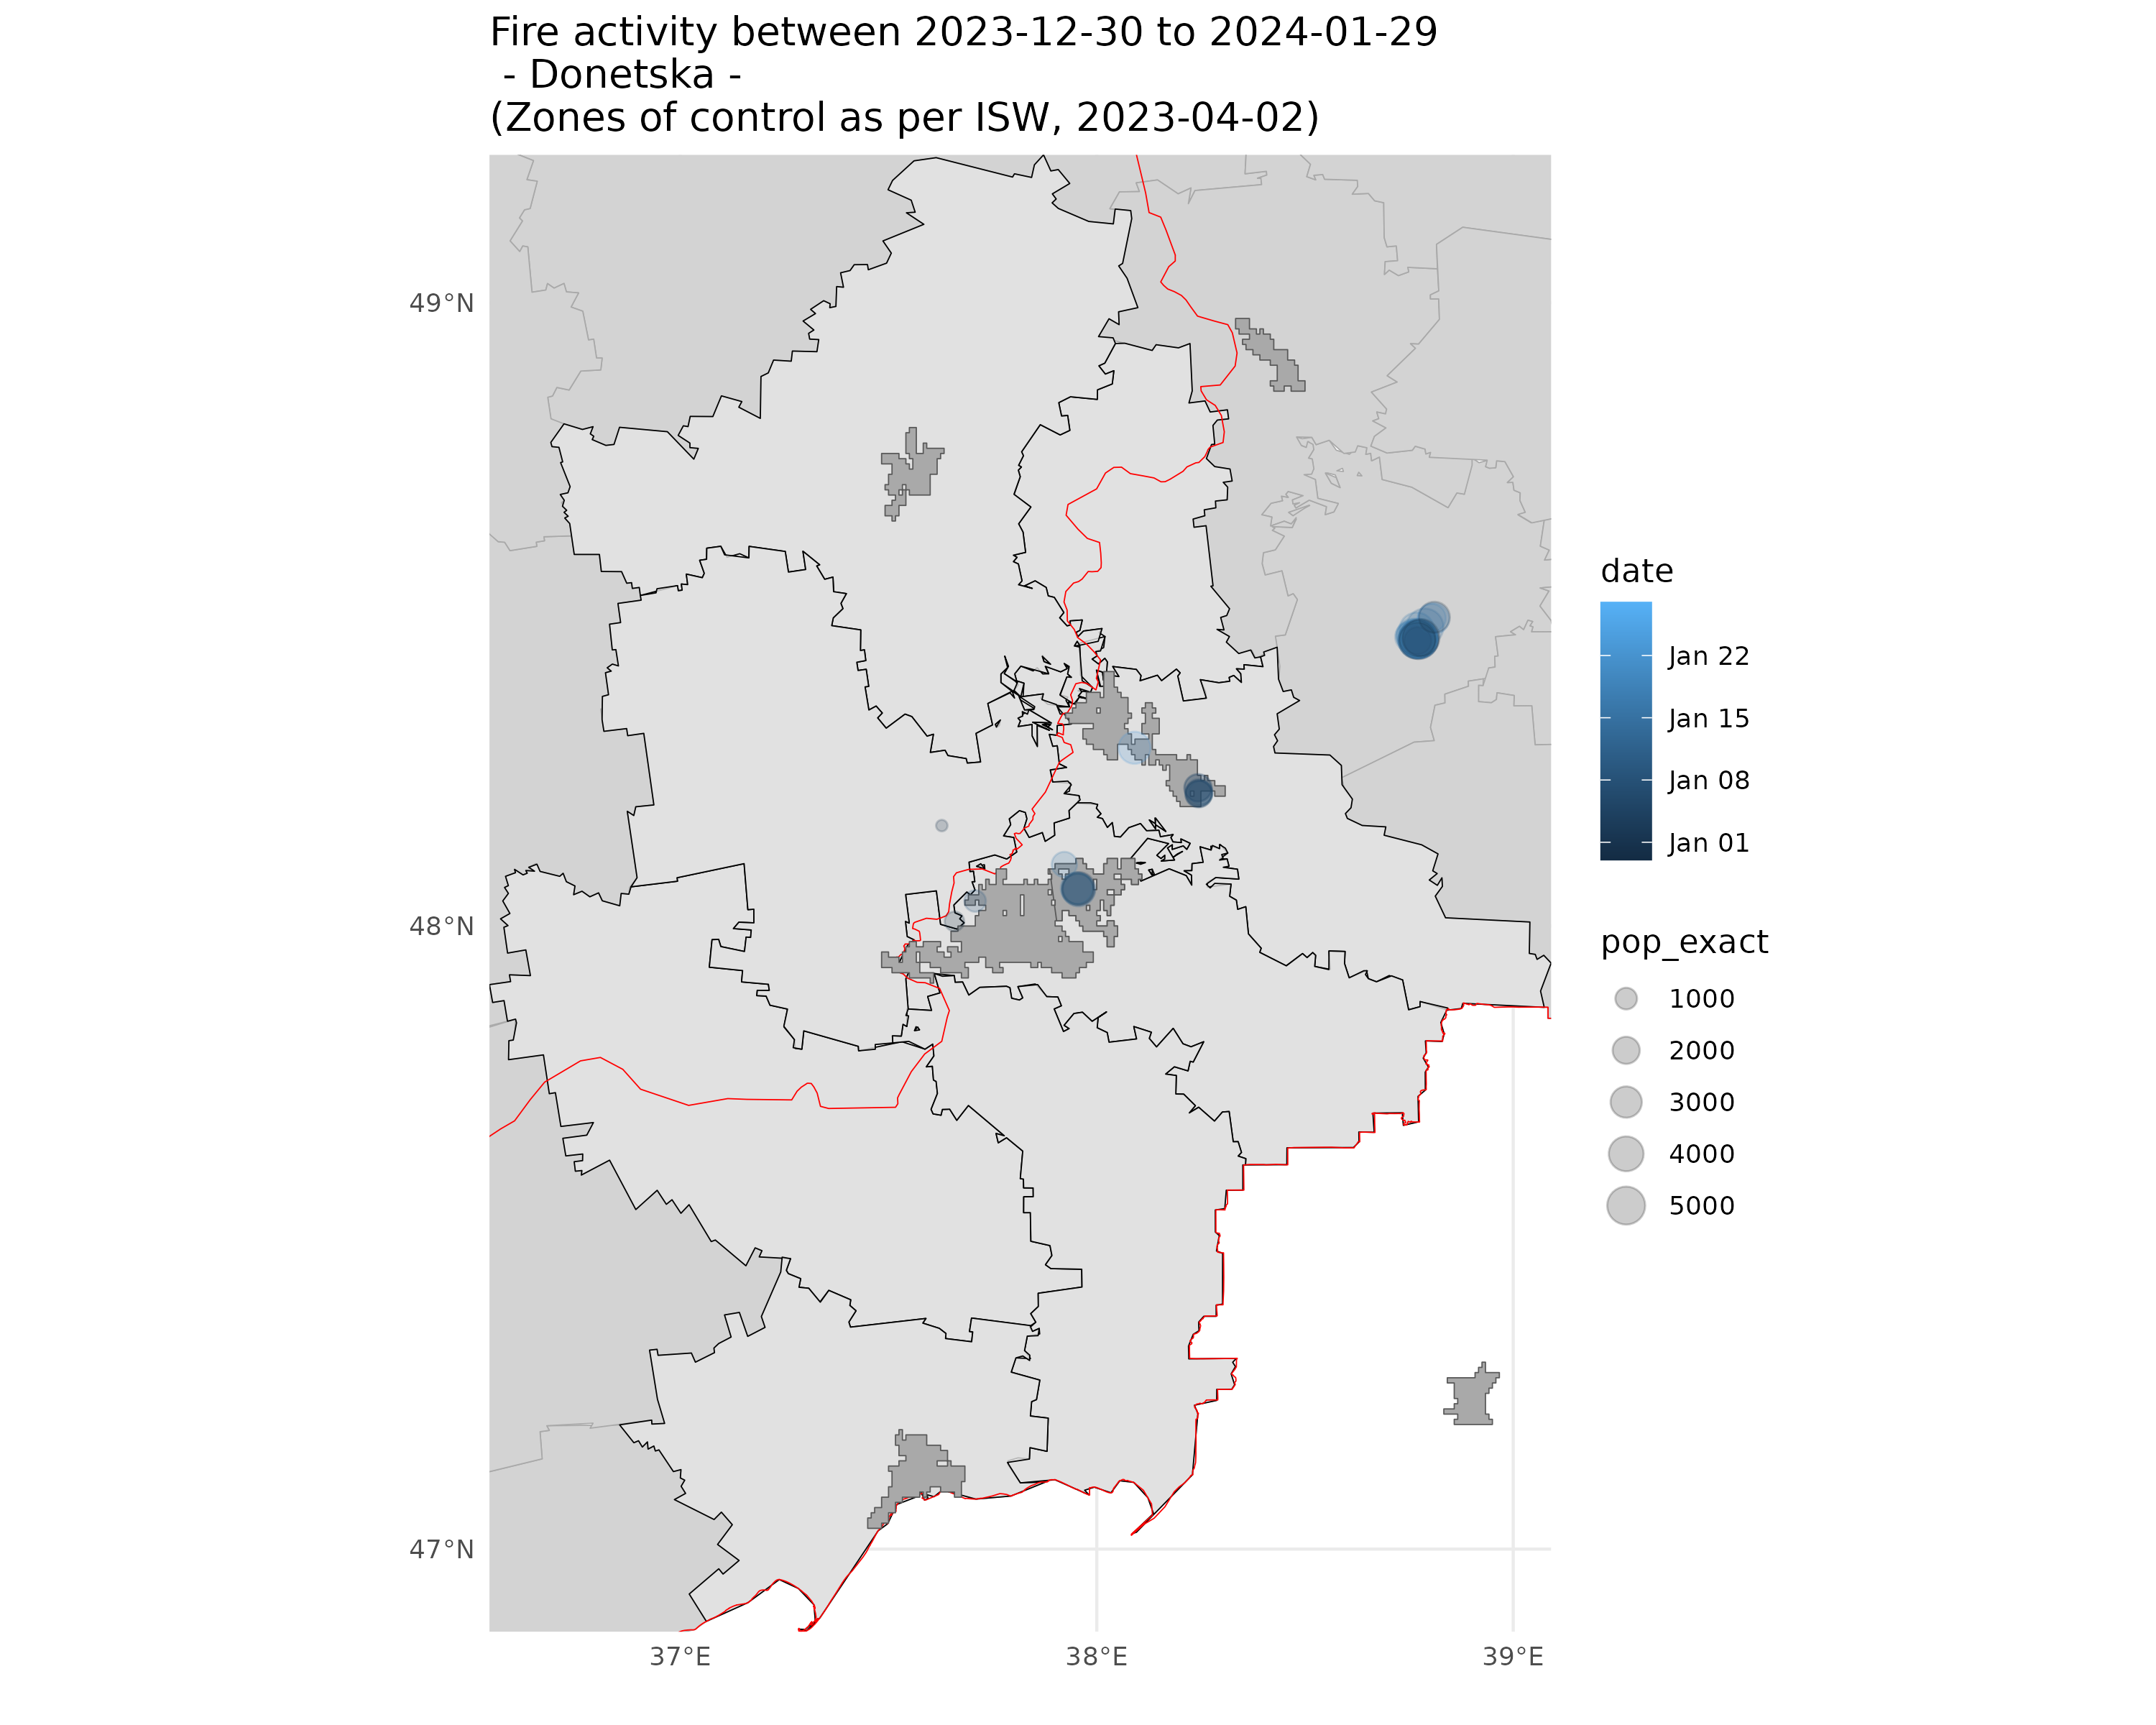 Fire activity between 2023-12-30 to 2024-01-29
- Donetska -
(Zones of control as per ISW, 2023-04-02)
49°N
48°N
47°N
37°E
38°E
39°E
date
Jan 22
Jan 15
Jan 08
Jan 01
pop_exact
1000
2000
3000
4000
5000